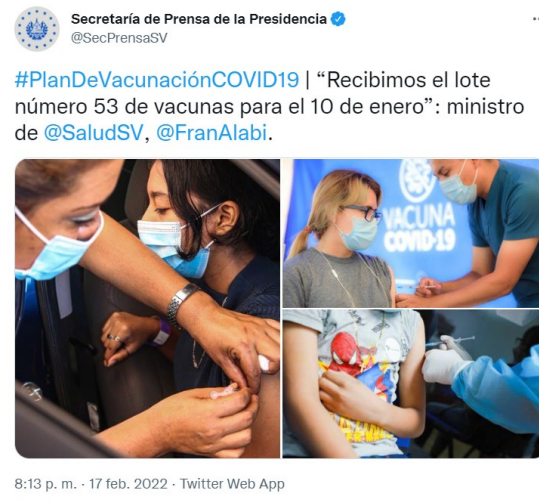 Secretaría de Prensa de la Presidencia
@SecPrensaSV
#PlanDeVacunaciónCOVID19 | “Recibimos el lote
número 53 de vacunas para el 10 de enero”: ministro
de @SaludSV, @FranAlabi.
VACUNA
COVID-19
8:13 p. m. · 17 feb. 2022 · Twitter Web App